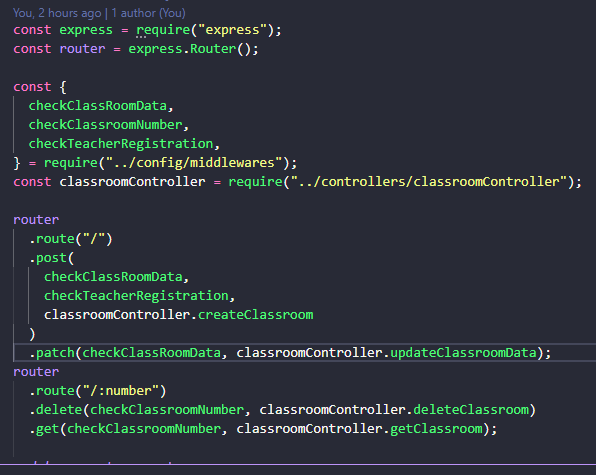 You, 2 hours ago | 1 author (You)
const express = require("express");
const router = express.Router();
const {
checkClassRoomData,
checkClassroomNumber,
checkTeacherRegistration,
} = require("../config/middlewares");
const classroomController = require("../controllers/classroomController");
router
.route("/")
.post(
checkClassRoomData,
checkTeacherRegistration,
classroomController.createClassroom
)
.patch(checkClassRoomData, classroomController.updateClassroomData);
router
.route("/:number")
.delete(checkClassroomNumber, classroomController.deleteClassroom)
.get(checkClassroomNumber, classroomController.getClassroom);